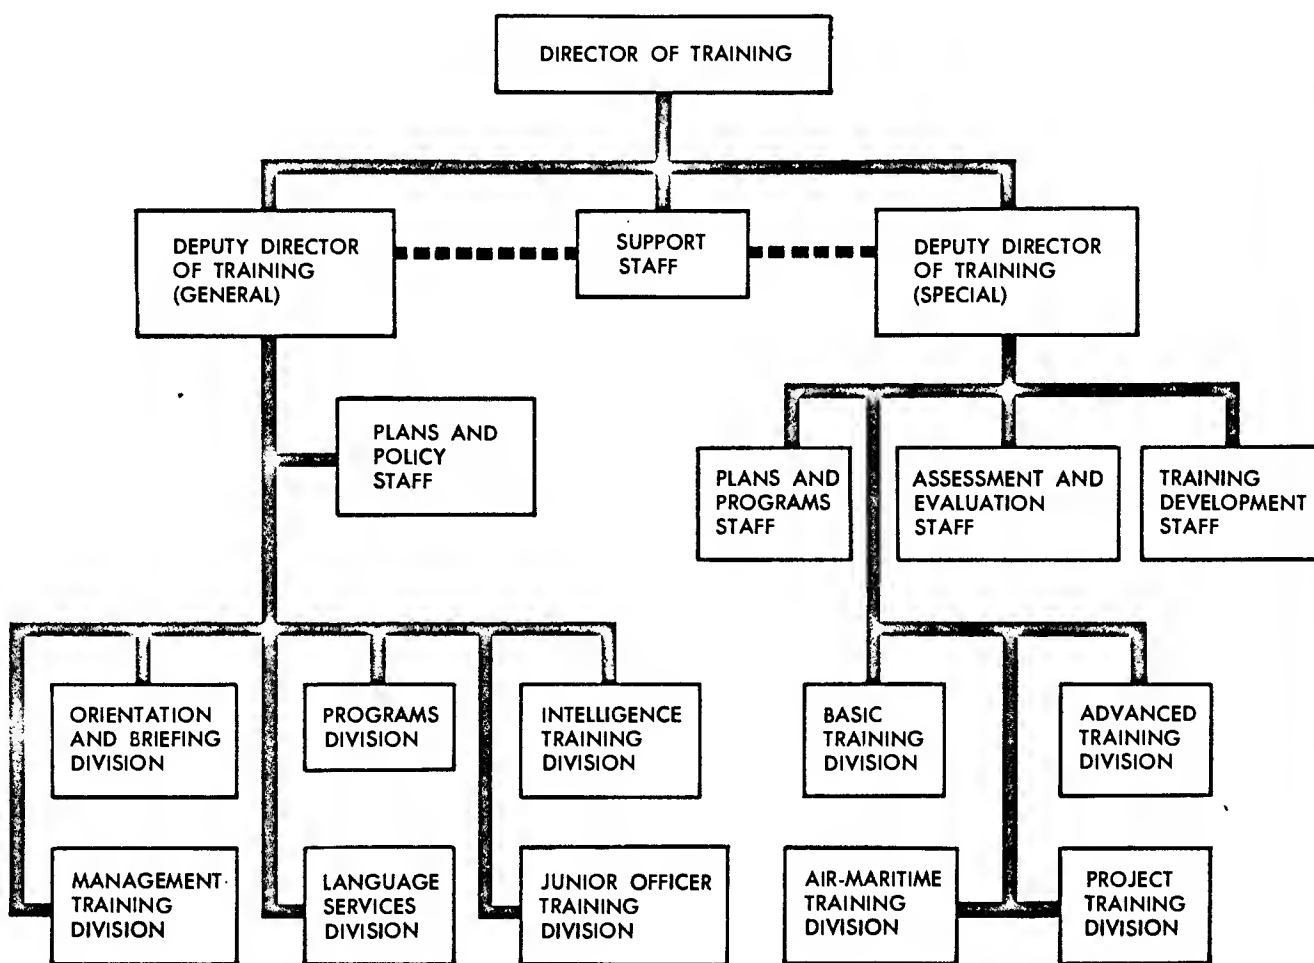 DIRECTOR OF TRAINING
DEPUTY DIRECTOR
OF TRAINING
(GENERAL)
SUPPORT
STAFF
DEPUTY DIRECTOR
OF TRAINING
(SPECIAL)
PLANS AND
POLICY
STAFF
PLANS AND
PROGRAMS
STAFF
ASSESSMENT AND
EVALUATION
STAFF
TRAINING
DEVELOPMENT
STAFF
ORIENTATION
AND BRIEFING
DIVISION
PROGRAMS
DIVISION
INTELLIGENCE
TRAINING
DIVISION
BASIC
TRAINING
DIVISION
ADVANCED
TRAINING
DIVISION
MANAGEMENT
TRAINING
DIVISION
LANGUAGE
SERVICES
DIVISION
JUNIOR OFFICER
TRAINING
DIVISION
AIR-MARITIME
TRAINING
DIVISION
PROJECT
TRAINING
DIVISION